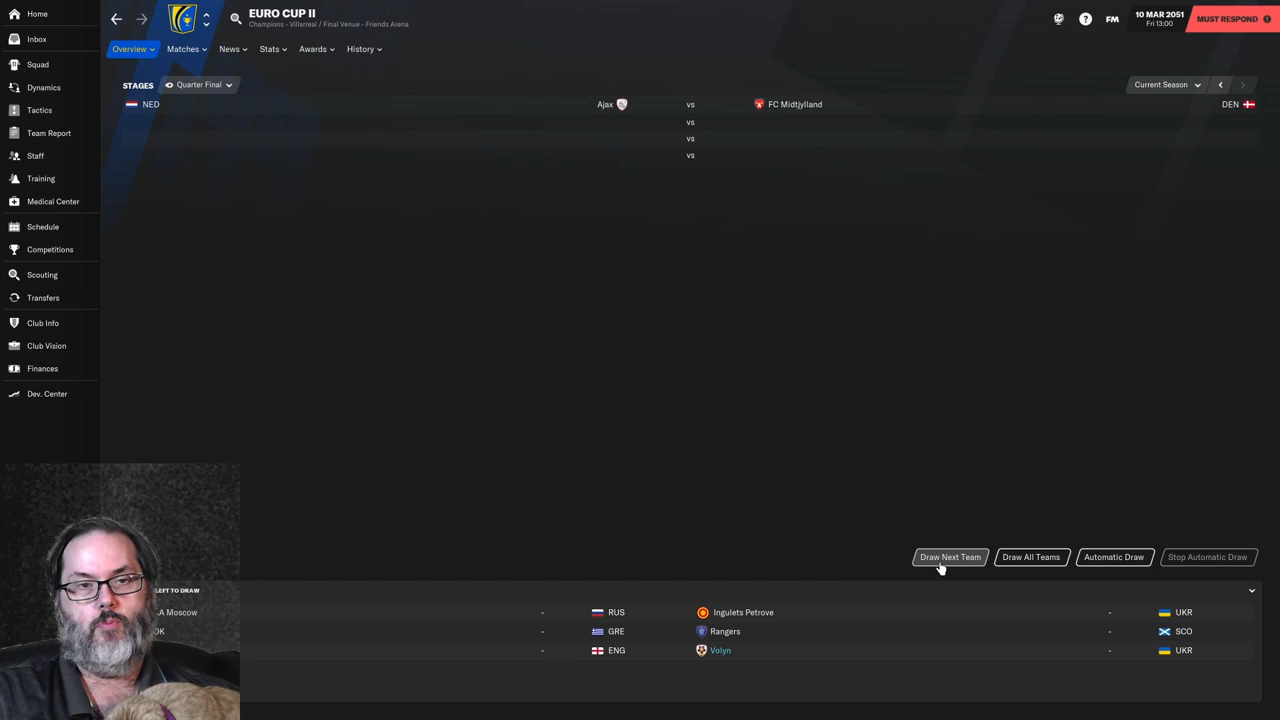 Home
EURO CUP II
Champions - Villarreal / Final Venue - Friends Arena
FM
10 MAR 2051
Fri 13:00
MUST RESPOND
Inbox
Overview
Matches
News
Stats
Awards
History
Squad
Dynamics
Tactics
Team Report
Staff
Training
Medical Center
Schedule
Competitions
Scouting
Transfers
Club Info
Club Vision
Finances
Dev. Center
STAGES
Quarter Final
Current Season
NED Ajax vs FC Midtjylland DEN
vs
vs
vs
Draw Next Team
Draw All Teams
Automatic Draw
Stop Automatic Draw
LEFT TO DRAW
A Moscow - RUS Ingulets Petrove - UKR
OK - GRE Rangers - SCO
- ENG Volyn - UKR